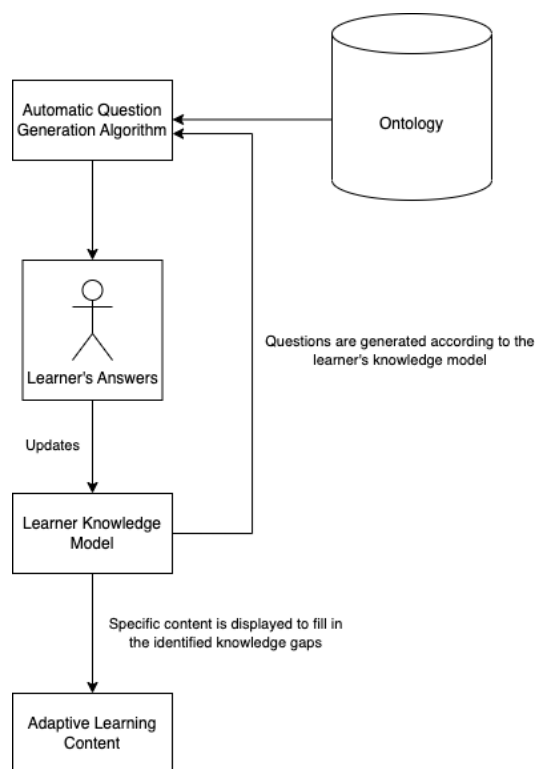 Automatic Question
Generation Algorithm
Ontology
Learner's Answers
Questions are generated according to the
learner's knowledge model
Updates
Learner Knowledge
Model
Specific content is displayed to fill in
the identified knowledge gaps
Adaptive Learning
Content